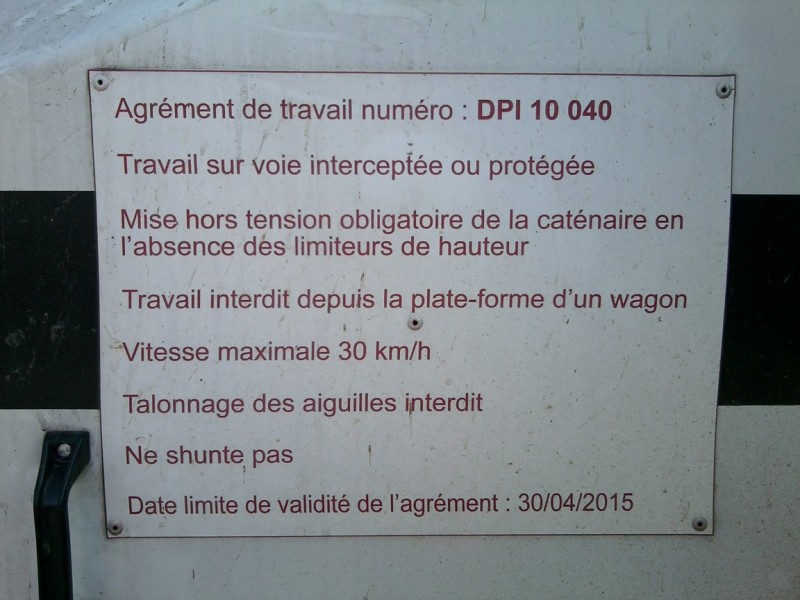 Agrément de travail numéro : DPI 10 040
Travail sur voie interceptée ou protégée
Mise hors tension obligatoire de la caténaire en
l'absence des limiteurs de hauteur
Travail interdit depuis la plate-forme d'un wagon
Vitesse maximale 30 km/h
Talonnage des aiguilles interdit
Ne shunte pas
Date limite de validité de l'agrément : 30/04/2015